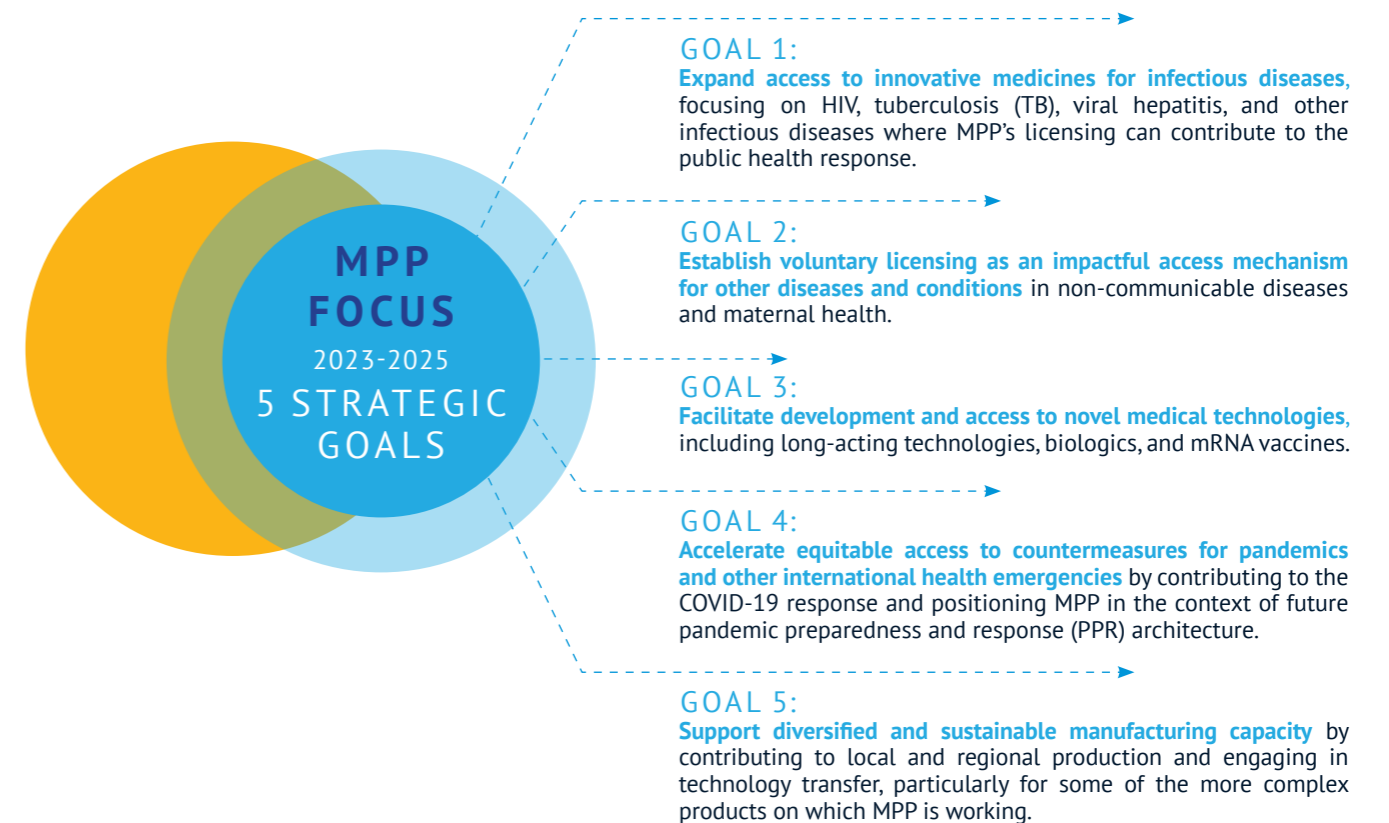 MPP
FOCUS
2023-2025
5 STRATEGIC
GOALS
GOAL 1:
Expand access to innovative medicines for infectious diseases,
focusing on HIV, tuberculosis (TB), viral hepatitis, and other
infectious diseases where MPP’s licensing can contribute to the
public health response.
GOAL 2:
Establish voluntary licensing as an impactful access mechanism
for other diseases and conditions in non-communicable diseases
and maternal health.
GOAL 3:
Facilitate development and access to novel medical technologies,
including long-acting technologies, biologics, and mRNA vaccines.
GOAL 4:
Accelerate equitable access to countermeasures for pandemics
and other international health emergencies by contributing to the
COVID-19 response and positioning MPP in the context of future
pandemic preparedness and response (PPR) architecture.
GOAL 5:
Support diversified and sustainable manufacturing capacity by
contributing to local and regional production and engaging in
technology transfer, particularly for some of the more complex
products on which MPP is working.